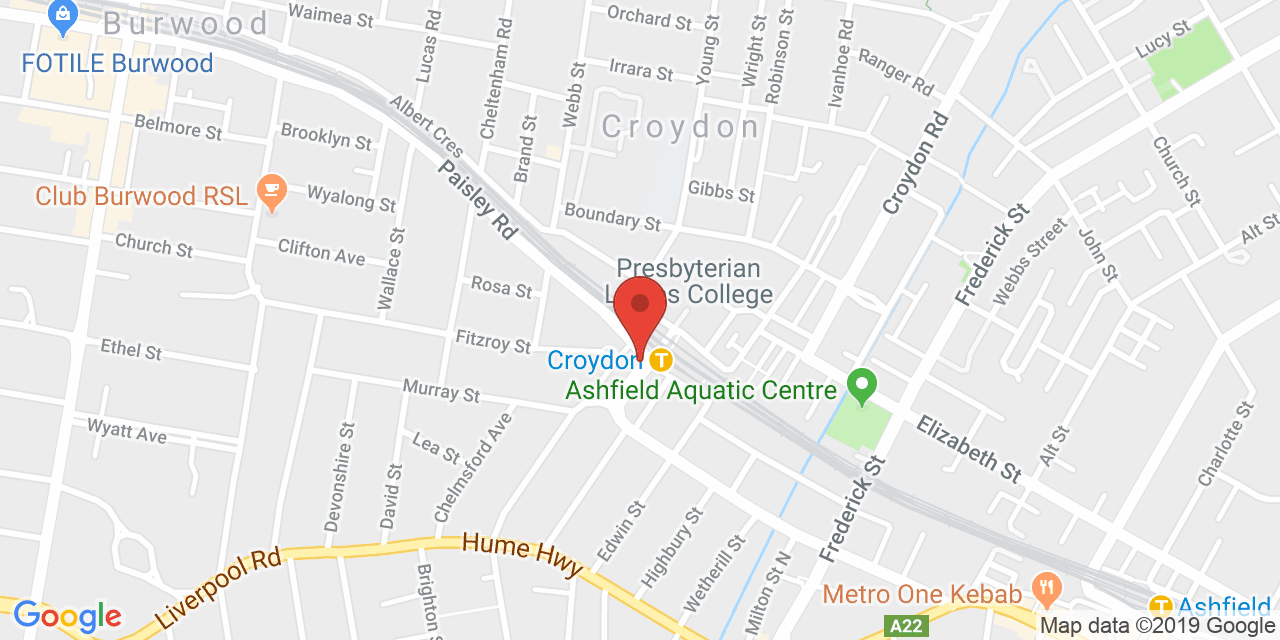 Burwood
FOTILE Burwood
Waimea St
Lucas Rd
Cheltenham Rd
Orchard St
Young St
Wright St
Robinson St
Ivanhoe Rd
Ranger Rd
Lucy St
Irrara St
Webb St
Albert Cres
Belmore St
Brooklyn St
Brand St
Croydon
Croydon Rd
Church St
Paisley Rd
Club Burwood RSL
Wyalong St
Gibbs St
Boundary St
Frederick St
Webbs Street
John St
Alt St
Church St
Clifton Ave
Wallace St
Presbyterian
College
Rosa St
Fitzroy St
Ethel St
Croydon
T
Ashfield Aquatic Centre
Murray St
Wyatt Ave
Lea St
Chelmsford Ave
Devonshire St
David St
Elizabeth St
Alt St
Charlotte St
Frederick St
Edwin St
Highbury St
Wetherill St
Milton St N
Hume Hwy
Liverpool Rd
Brighton S
Metro One Kebab
T
Ashfield
A22
Google
Map data ©2019 Google